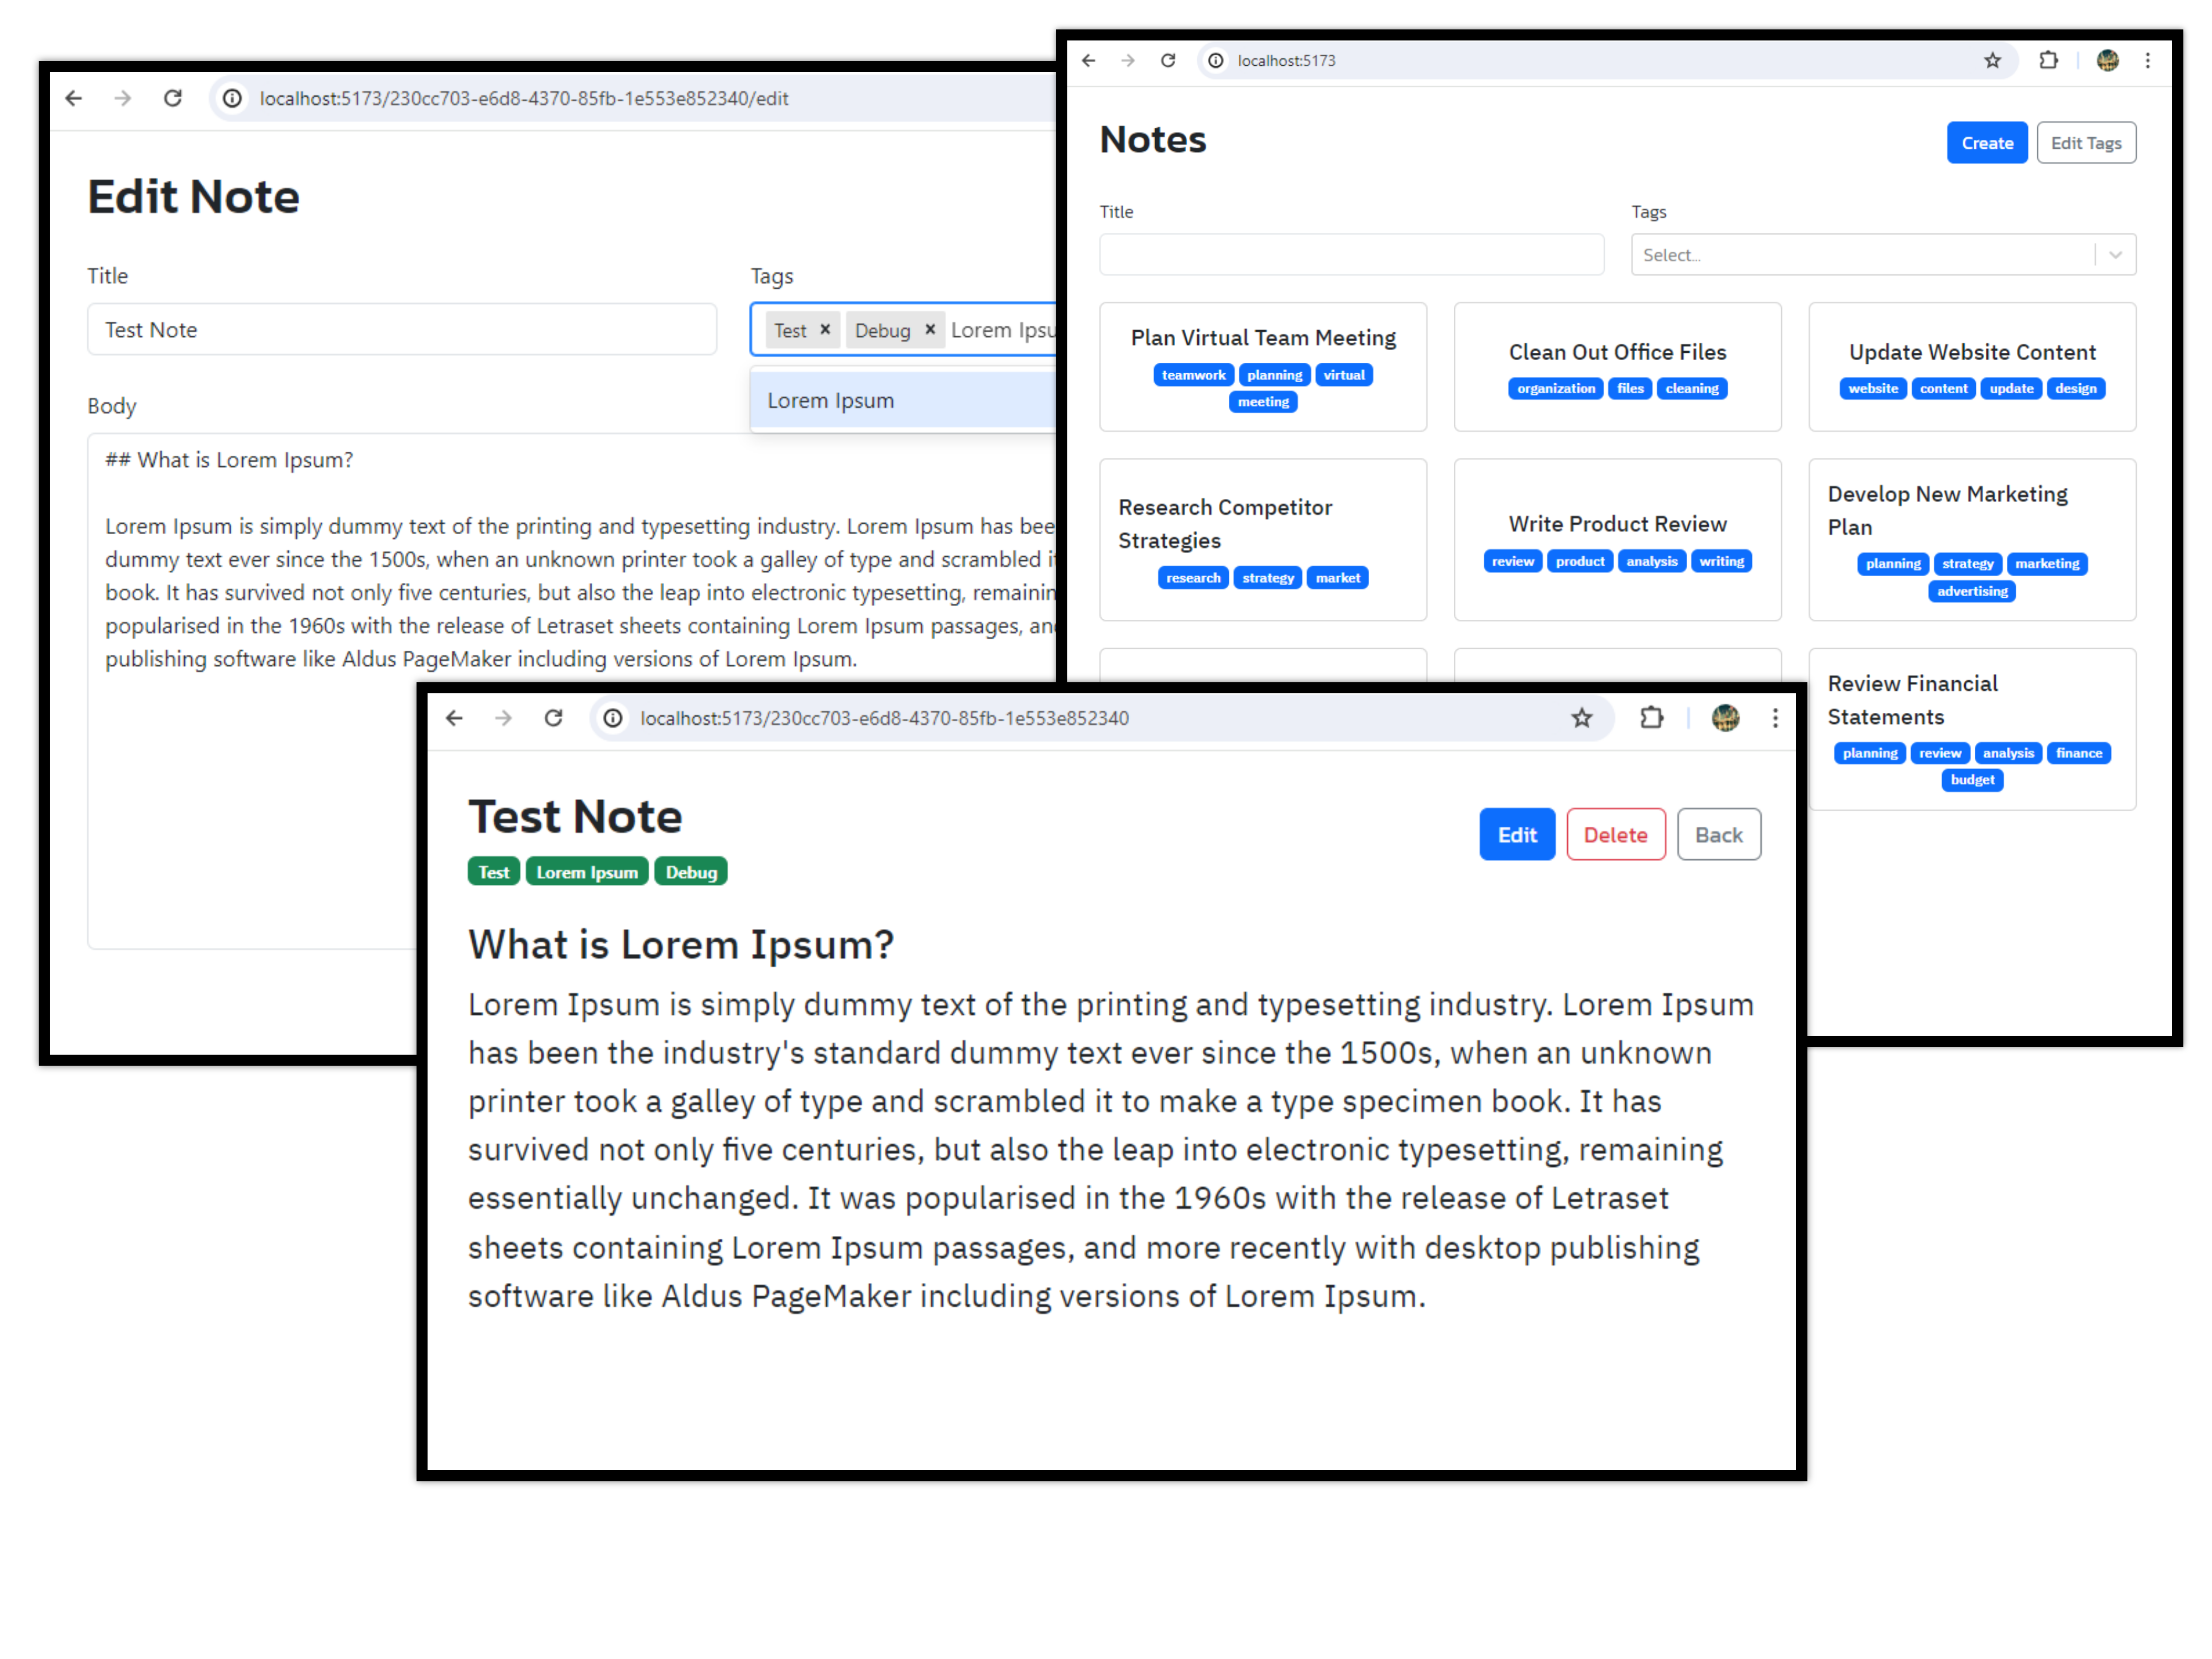 localhost:5173/230cc703-e6d8-4370-85fb-1e553e852340/edit
Edit Note
Title
Tags
Test Note
Test × Debug × Lorem
Lorem Ipsum
Body
## What is Lorem Ipsum?
Lorem Ipsum is simply dummy text of the printing and typesetting industry. Lorem Ipsum has
dummy text ever since the 1500s, when an unknown printer took a galley of type and scrambled
book. It has survived not only five centuries, but also the leap into electronic typesetting,
popularised in the 1960s with the release of Letraset sheets containing Lorem Ipsum passages,
publishing software like Aldus PageMaker including versions of Lorem Ipsum.
localhost:5173
Notes
Create
Edit Tags
Title
Tags
Select...
Plan Virtual Team Meeting
teamwork planning virtual
meeting
Clean Out Office Files
organization files cleaning
Update Website Content
website content update design
Research Competitor
Strategies
research strategy market
Write Product Review
review product analysis writing
Develop New Marketing
Plan
planning strategy marketing
advertising
Review Financial
Statements
planning review analysis finance
budget
localhost:5173/230cc703-e6d8-4370-85fb-1e553e852340
Test Note
Edit
Delete
Back
Test Lorem Ipsum Debug
What is Lorem Ipsum?
Lorem Ipsum is simply dummy text of the printing and typesetting industry. Lorem Ipsum
has been the industry's standard dummy text ever since the 1500s, when an unknown
printer took a galley of type and scrambled it to make a type specimen book. It has
survived not only five centuries, but also the leap into electronic typesetting, remaining
essentially unchanged. It was popularised in the 1960s with the release of Letraset
sheets containing Lorem Ipsum passages, and more recently with desktop publishing
software like Aldus PageMaker including versions of Lorem Ipsum.